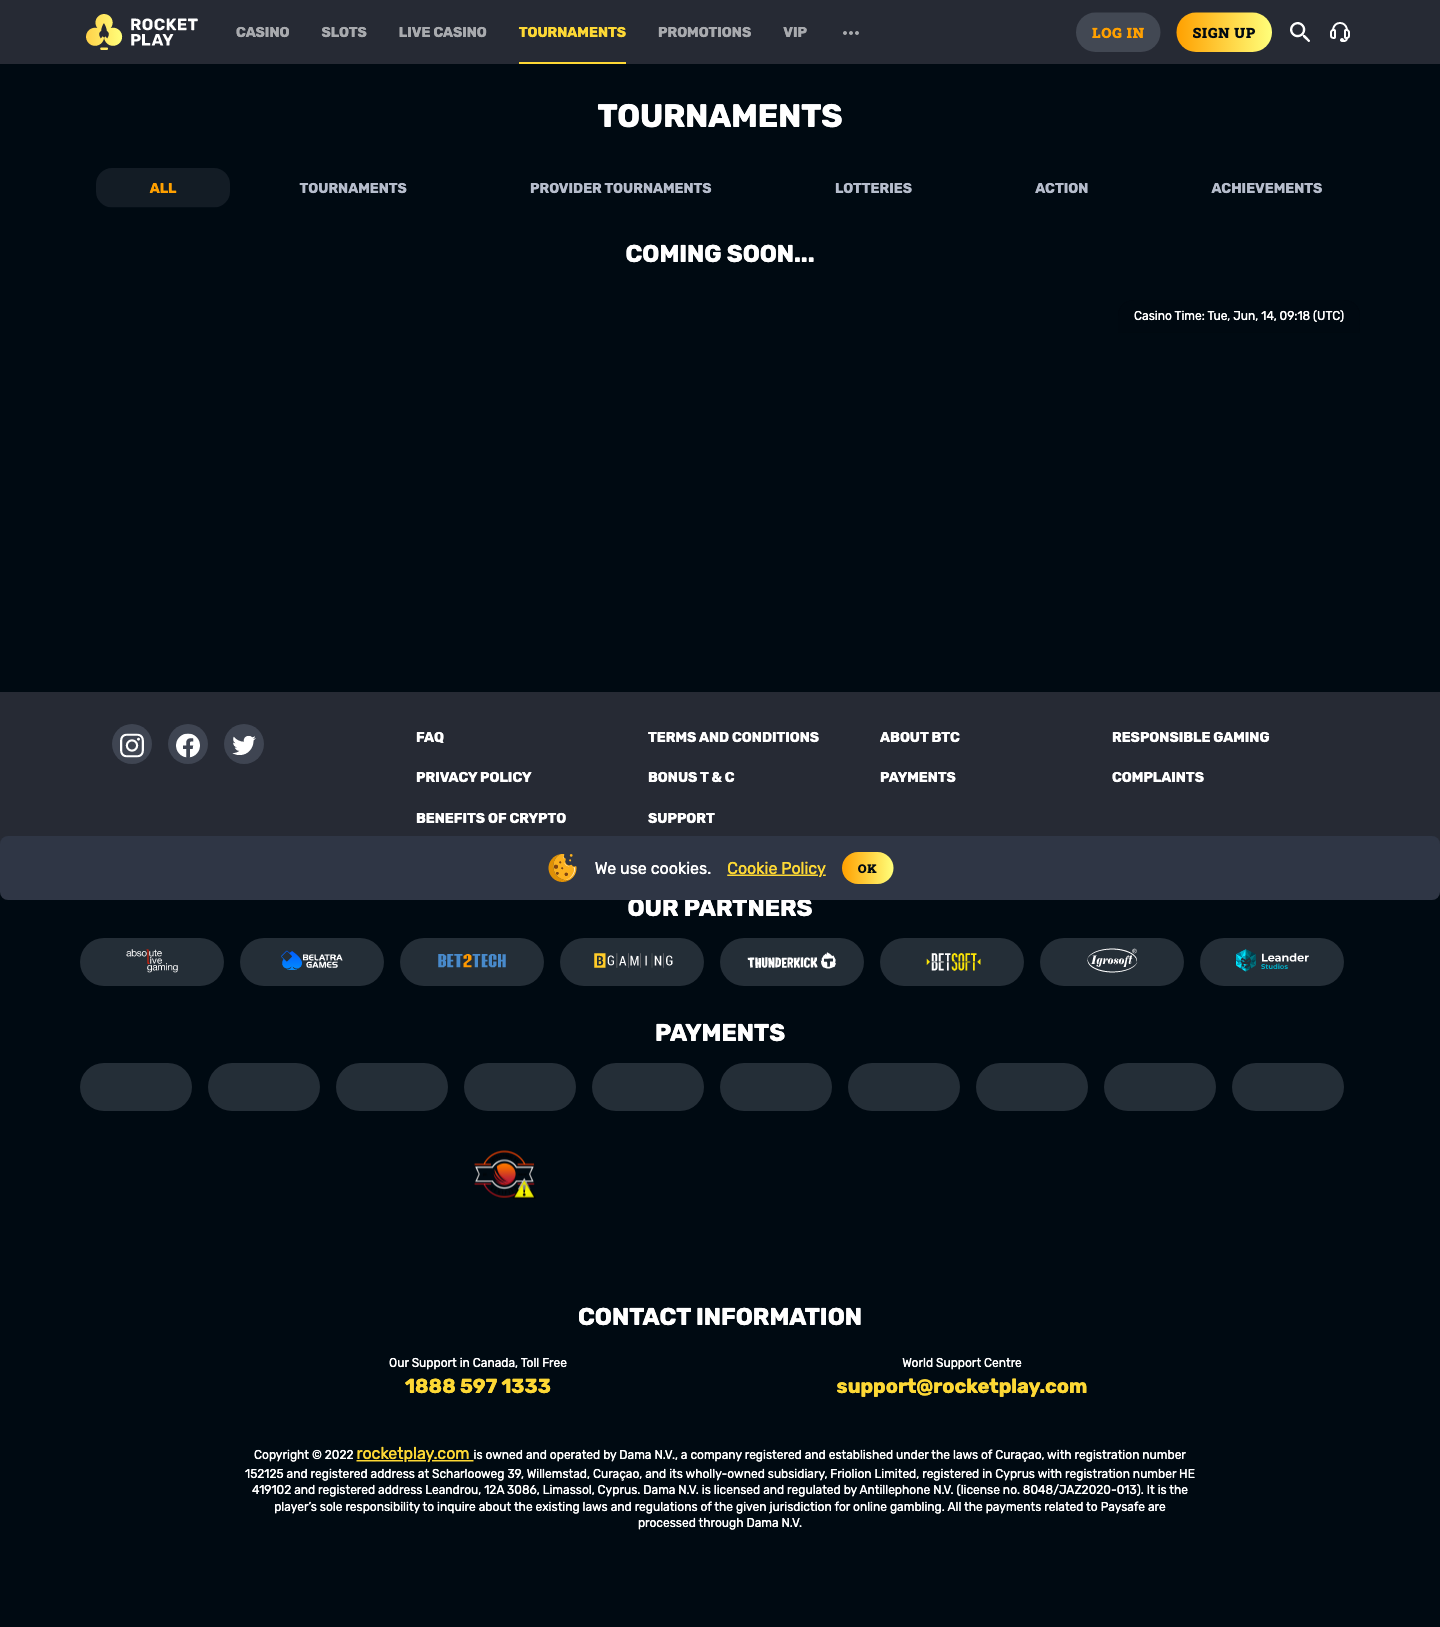 ROCKET
PLAY
CASINO
SLOTS
LIVE CASINO
TOURNAMENTS
PROMOTIONS
VIP
LOG IN
SIGN UP
TOURNAMENTS
ALL
TOURNAMENTS
PROVIDER TOURNAMENTS
LOTTERIES
ACTION
ACHIEVEMENTS
COMING SOON...
Casino Time: Tue, Jun, 14, 09:18 (UTC)
FAQ
TERMS AND CONDITIONS
ABOUT BTC
RESPONSIBLE GAMING
PRIVACY POLICY
BONUS T & C
PAYMENTS
COMPLAINTS
BENEFITS OF CRYPTO
SUPPORT
We use cookies.
Cookie Policy
OK
OUR PARTNERS
absolute
live
gaming
BELATRA
GAMES
BET2TECH
BGAMING
THUNDERKICK
BETSOFT
Igrosoft
Leander
Studios
PAYMENTS
CONTACT INFORMATION
Our Support in Canada, Toll Free
1888 597 1333
World Support Centre
support@rocketplay.com
Copyright © 2022 rocketplay.com is owned and operated by Dama N.V., a company registered and established under the laws of Curaçao, with registration number
152125 and registered address at Scharlooweg 39, Willemstad, Curaçao, and its wholly-owned subsidiary, Friolion Limited, registered in Cyprus with registration number HE
419102 and registered address Leandrou, 12A 3086, Limassol, Cyprus. Dama N.V. is licensed and regulated by Antillephone N.V. (license no. 8048/JAZ2020-013). It is the
player's sole responsibility to inquire about the existing laws and regulations of the given jurisdiction for online gambling. All the payments related to Paysafe are
processed through Dama N.V.